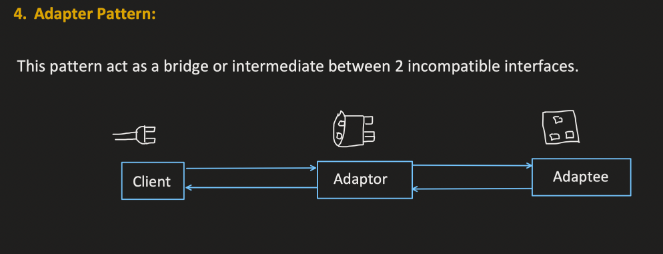 4. Adapter Pattern:
This pattern act as a bridge or intermediate between 2 incompatible interfaces.
Client
Adaptor
Adaptee